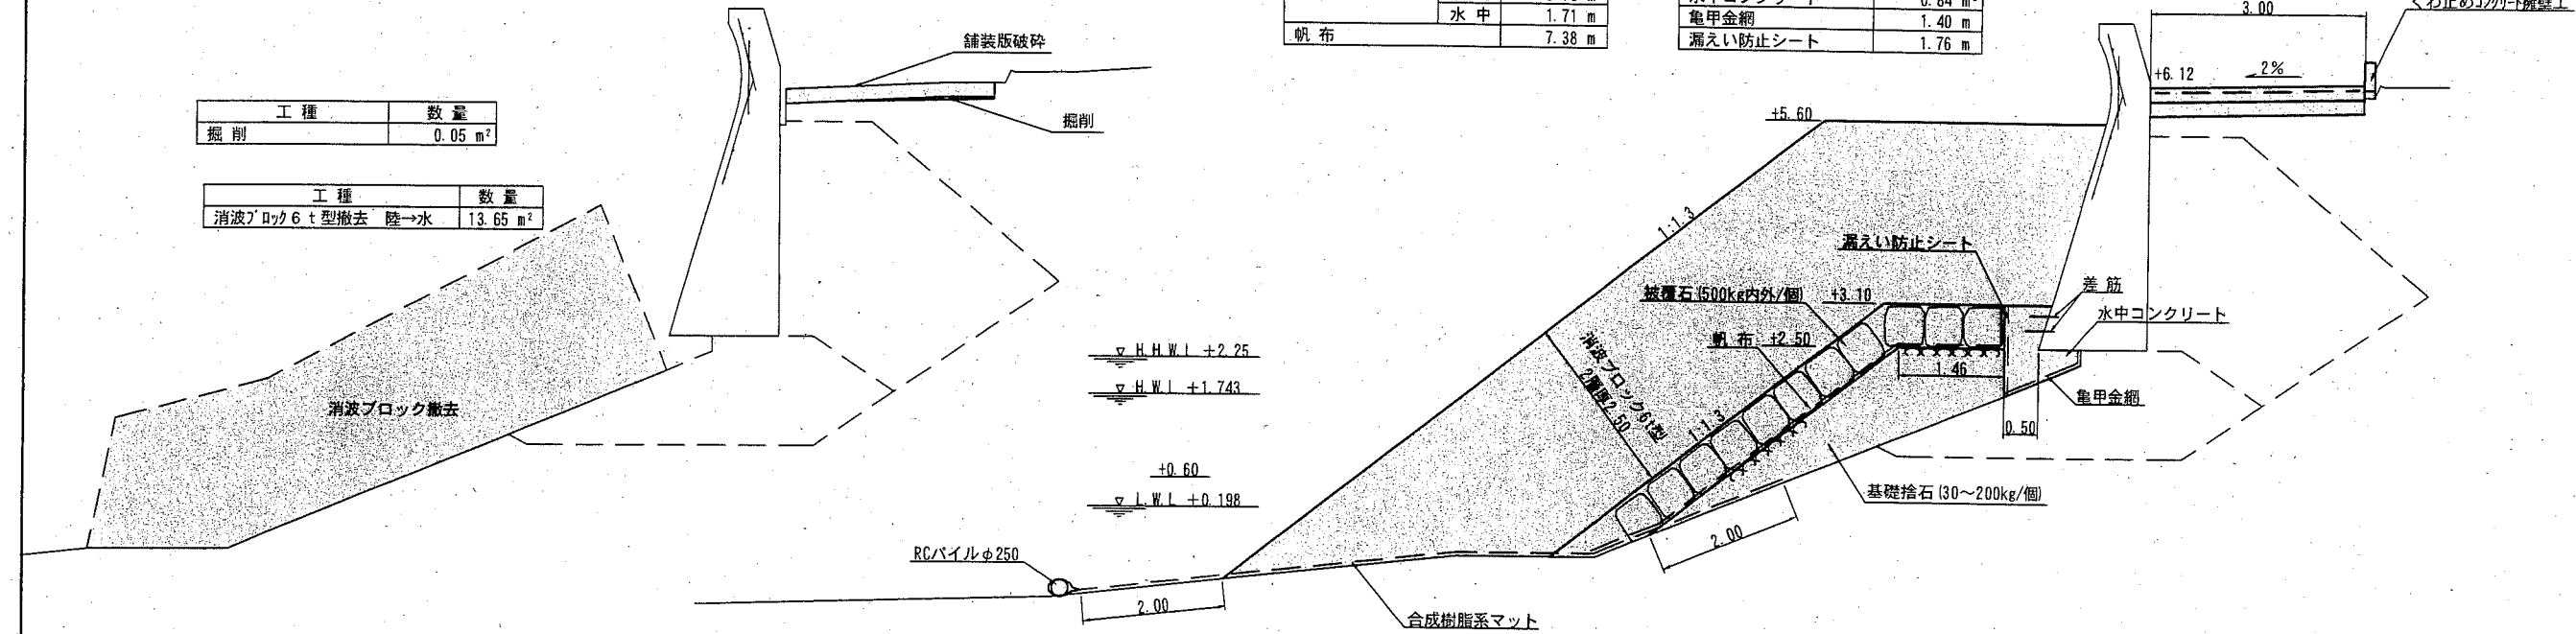 水中 1.71 m
帆布 7.38 m
亀甲金網 1.40 m
漏えい防止シート 1.76 m
3.00
舗装版破砕
掘削
工種 数量
掘削 0.05 m²
工種 数量
消波ブロック6t型撤去 陸→水 13.65 m²
消波ブロック撤去
H.H.W.L +2.25
H.W.L +1.743
+0.60
L.W.L +0.198
RCパイルφ250
2.00
+6.12
2%
+5.60
1:1.3
漏えい防止シート
被覆石(500kg内外/個)
+3.10
帆布 +2.50
消波ブロック6t型
2層厚2.50
1:1.3
1.46
差筋
水中コンクリート
亀甲金網
0.50
基礎捨石(30～200kg/個)
2.00
合成樹脂系マット